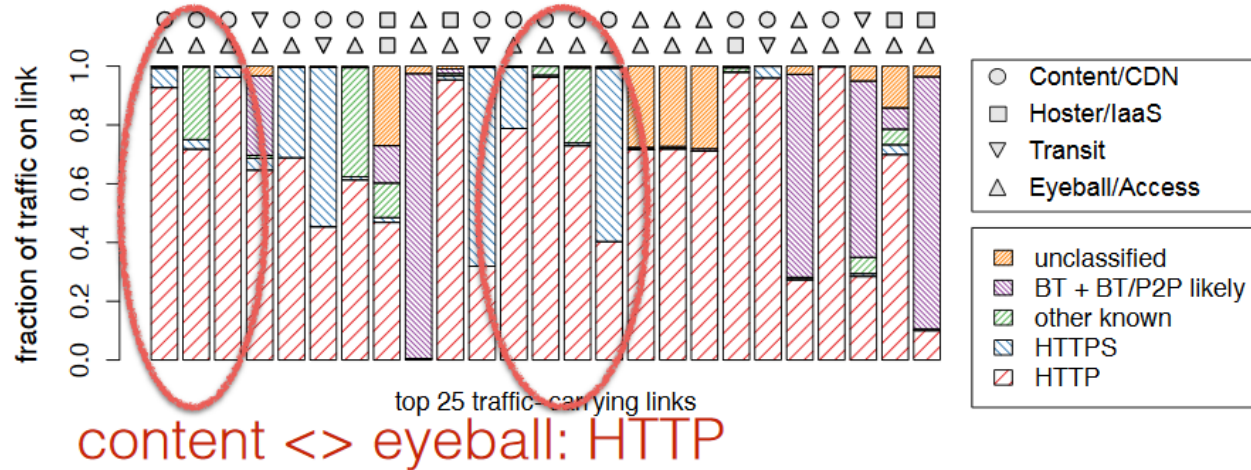 fraction of traffic on link
1.0
0.8
0.6
0.4
0.2
0.0
top 25 traffic-carrying links
content <> eyeball: HTTP
Content/CDN
Hoster/IaaS
Transit
Eyeball/Access
unclassified
BT + BT/P2P likely
other known
HTTPS
HTTP